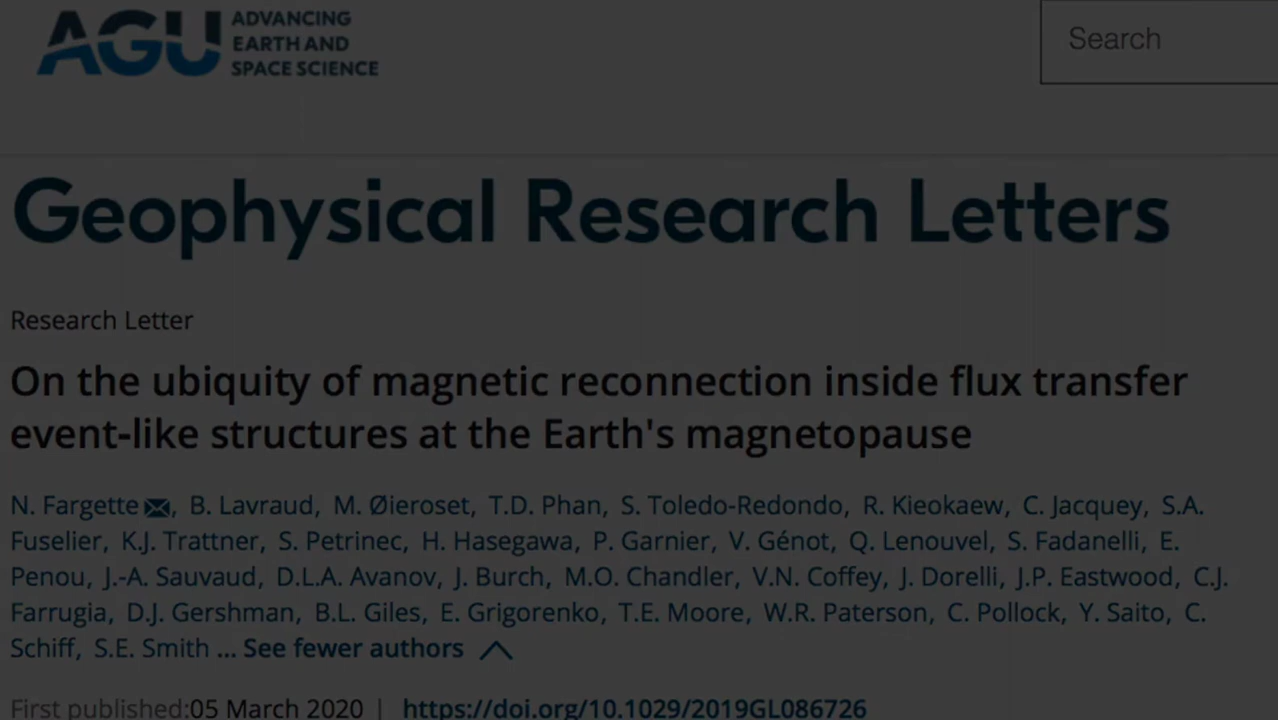 AGU ADVANCING
EARTH AND
SPACE SCIENCE
Search
Geophysical Research Letters
Research Letter
On the ubiquity of magnetic reconnection inside flux transfer
event-like structures at the Earth's magnetopause
N. Fargette, B. Lavraud, M. Øieroset, T.D. Phan, S. Toledo-Redondo, R. Kieokaew, C. Jacquey, S.A.
Fuselier, K.J. Trattner, S. Petrinec, H. Hasegawa, P. Garnier, V. Génot, Q. Lenouvel, S. Fadanelli, E.
Penou, J.-A. Sauvaud, D.L.A. Avanov, J. Burch, M.O. Chandler, V.N. Coffey, J. Dorelli, J.P. Eastwood, C.J.
Farrugia, D.J. Gershman, B.L. Giles, E. Grigorenko, T.E. Moore, W.R. Paterson, C. Pollock, Y. Saito, C.
Schiff, S.E. Smith ... See fewer authors
First published:05 March 2020 | https://doi.org/10.1029/2019GL086726